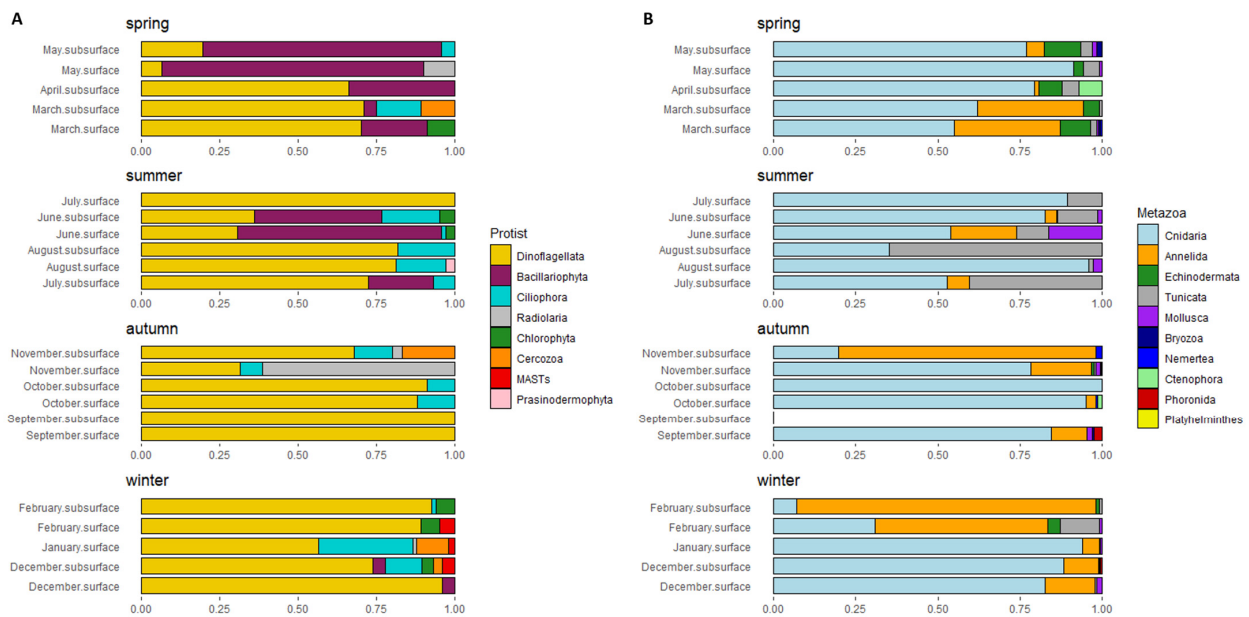 A
spring
May.subsurface
May.surface
April.subsurface
March.subsurface
March.surface
0.00 0.25 0.50 0.75 1.00
summer
July.surface
June.subsurface
June.surface
August.subsurface
August.surface
July.subsurface
0.00 0.25 0.50 0.75 1.00
autumn
November.subsurface
November.surface
October.subsurface
October.surface
September.subsurface
September.surface
0.00 0.25 0.50 0.75 1.00
winter
February.subsurface
February.surface
January.surface
December.subsurface
December.surface
0.00 0.25 0.50 0.75 1.00
Protist
Dinoflagellata
Bacillariophyta
Ciliophora
Radiolaria
Chlorophyta
Cercozoa
MASTs
Prasinodermophyta
B
spring
May.subsurface
May.surface
April.subsurface
March.subsurface
March.surface
0.00 0.25 0.50 0.75 1.00
summer
July.surface
June.subsurface
June.surface
August.subsurface
August.surface
July.subsurface
0.00 0.25 0.50 0.75 1.00
autumn
November.subsurface
November.surface
October.subsurface
October.surface
September.subsurface
September.surface
0.00 0.25 0.50 0.75 1.00
winter
February.subsurface
February.surface
January.surface
December.subsurface
December.surface
0.00 0.25 0.50 0.75 1.00
Metazoa
Cnidaria
Annelida
Echinodermata
Tunicata
Mollusca
Bryozoa
Nemertea
Ctenophora
Phoronida
Platyhelminthes